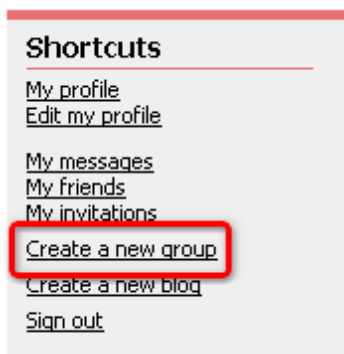 Shortcuts
My profile
Edit my profile
My messages
My friends
My invitations
Create a new group
Create a new blog
Sign out